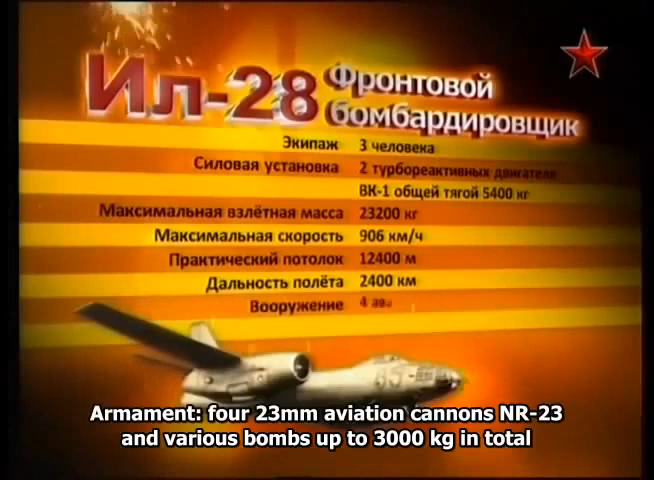 Ил-28 Фронтовой
бомбардировщик
Экипаж 3 человека
Силовая установка 2 турбореактивных двигателя
ВК-1 общей тягой 5400 кг
Максимальная взлётная масса 23200 кг
Максимальная скорость 906 км/ч
Практический потолок 12400 м
Дальность полёта 2400 км
Вооружение 4 ави
Armament: four 23mm aviation cannons NR-23
and various bombs up to 3000 kg in total